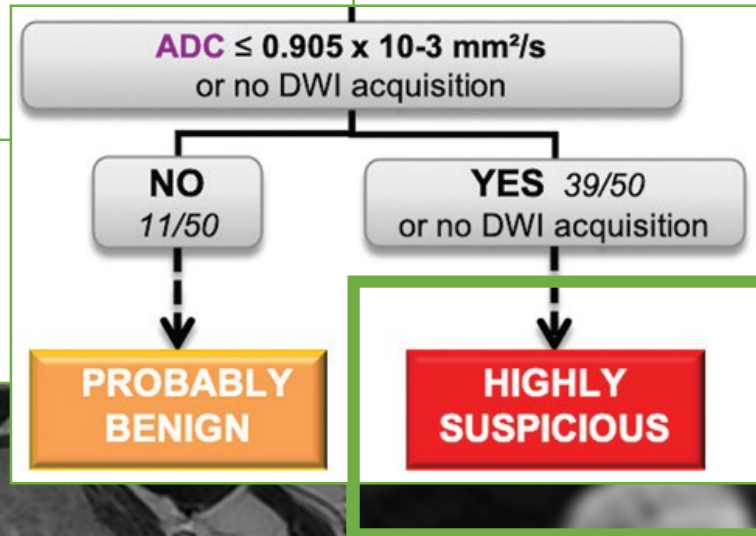 ADC ≤ 0.905 x 10-3 mm²/s
or no DWI acquisition
NO
11/50
YES 39/50
or no DWI acquisition
PROBABLY
BENIGN
HIGHLY
SUSPICIOUS